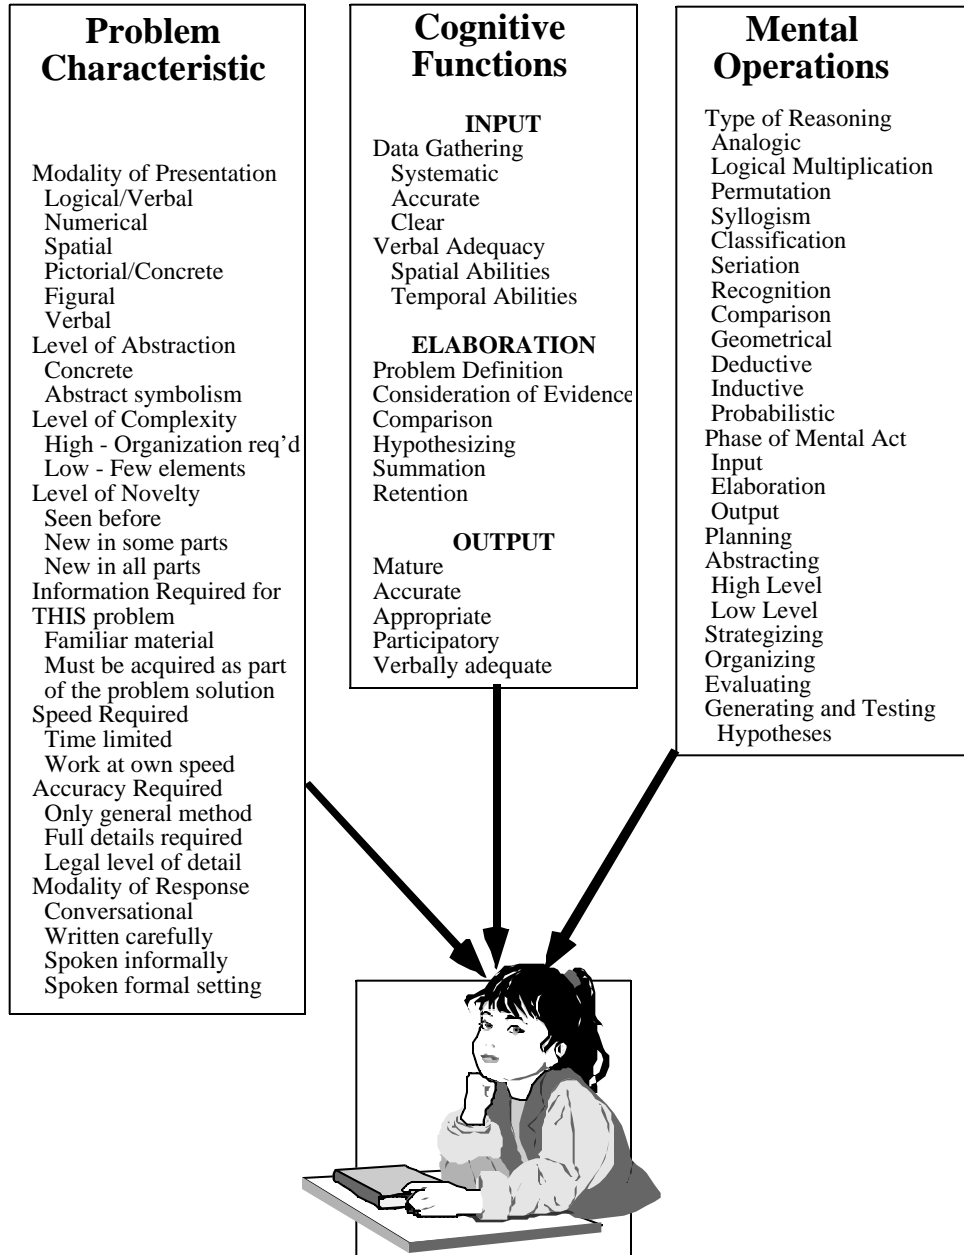 Problem
Characteristic
Modality of Presentation
Logical/Verbal
Numerical
Spatial
Pictorial/Concrete
Figural
Verbal
Level of Abstraction
Concrete
Abstract symbolism
Level of Complexity
High - Organization req’d
Low - Few elements
Level of Novelty
Seen before
New in some parts
New in all parts
Information Required for
THIS problem
Familiar material
Must be acquired as part
of the problem solution
Speed Required
Time limited
Work at own speed
Accuracy Required
Only general method
Full details required
Legal level of detail
Modality of Response
Conversational
Written carefully
Spoken informally
Spoken formal setting
Cognitive
Functions
INPUT
Data Gathering
Systematic
Accurate
Clear
Verbal Adequacy
Spatial Abilities
Temporal Abilities
ELABORATION
Problem Definition
Consideration of Evidence
Comparison
Hypothesizing
Summation
Retention
OUTPUT
Mature
Accurate
Appropriate
Participatory
Verbally adequate
Mental
Operations
Type of Reasoning
Analogic
Logical Multiplication
Permutation
Syllogism
Classification
Seriation
Recognition
Comparison
Geometrical
Deductive
Inductive
Probabilistic
Phase of Mental Act
Input
Elaboration
Output
Planning
Abstracting
High Level
Low Level
Strategizing
Organizing
Evaluating
Generating and Testing
Hypotheses